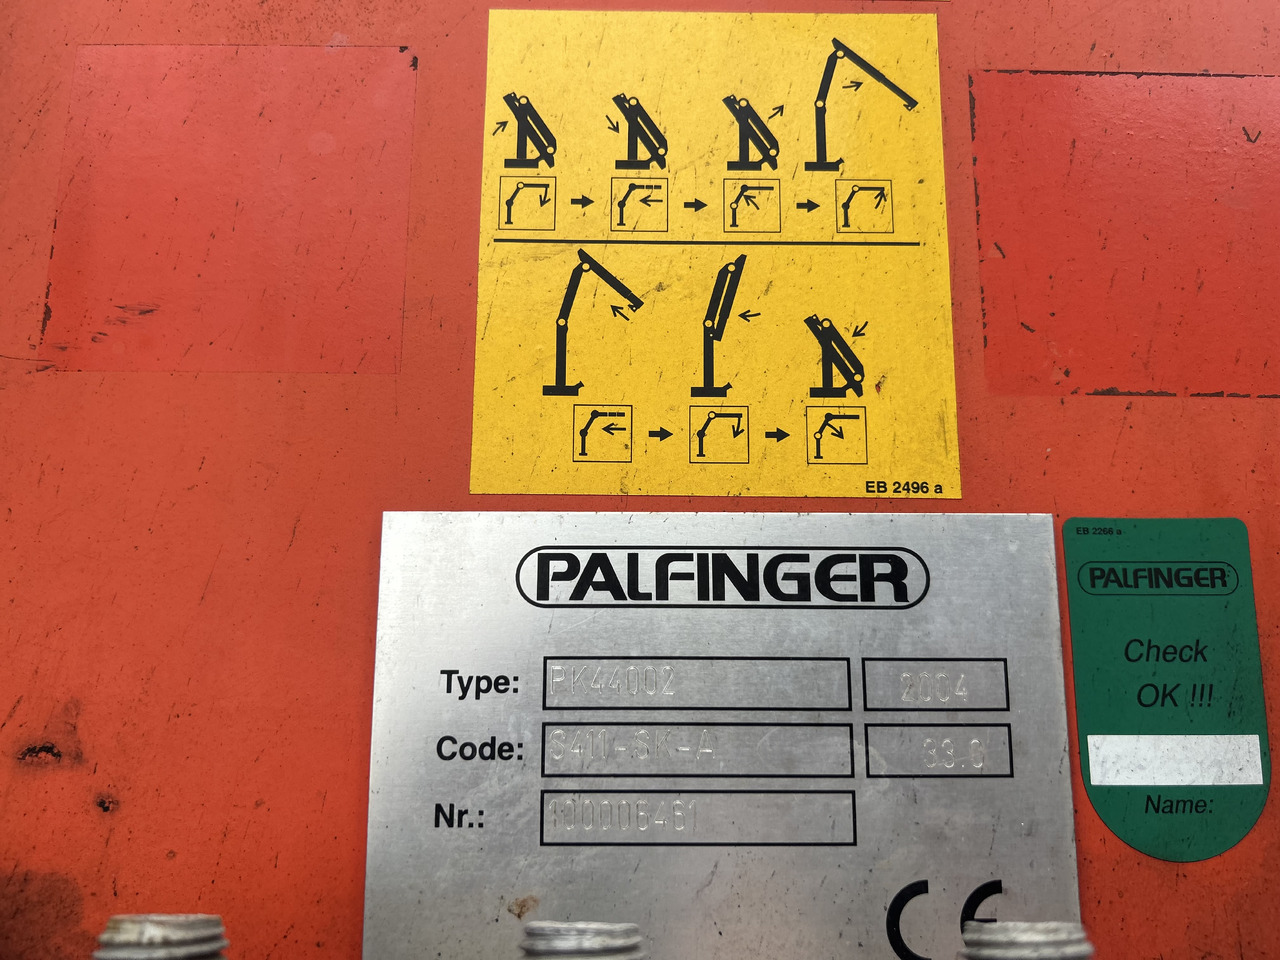 EB 2496 a
PALFINGER
Type: PK44002 2004
Code: S411-SK-A 33.0
Nr.: 100006461
CE
EB 2266 a
PALFINGER
Check
OK !!!
Name: